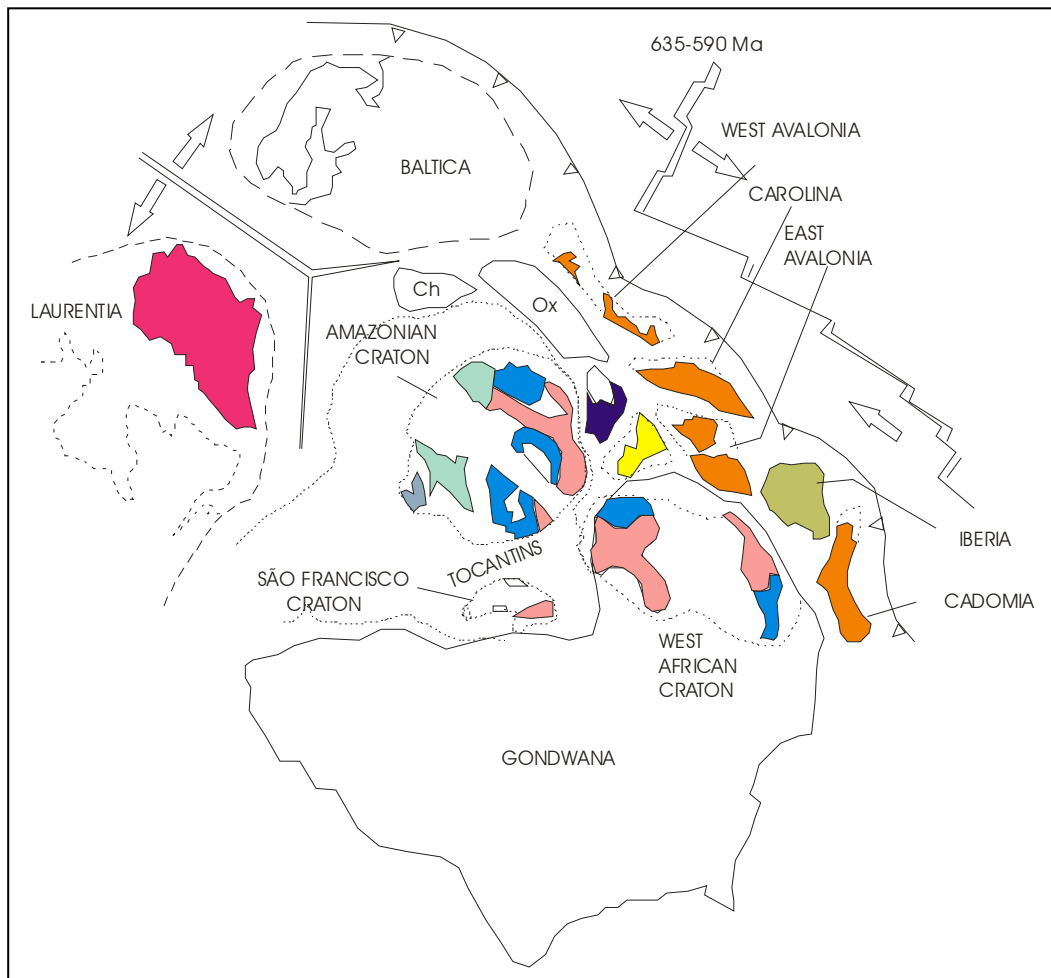 635-590 Ma
WEST AVALONIA
BALTICA
CAROLINA
EAST
AVALONIA
Ch
Ox
LAURENTIA
AMAZONIAN
CRATON
TOCANTINS
IBERIA
SÃO FRANCISCO
CRATON
CADOMIA
WEST
AFRICAN
CRATON
GONDWANA